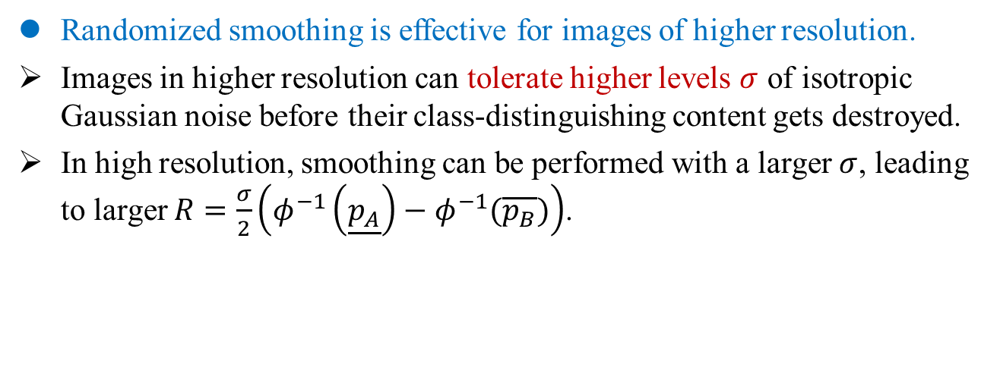 ● Randomized smoothing is effective for images of higher resolution.
➢ Images in higher resolution can tolerate higher levels σ of isotropic
Gaussian noise before their class-distinguishing content gets destroyed.
➢ In high resolution, smoothing can be performed with a larger σ, leading
to larger $R = \frac{\sigma}{2}\left(\phi^{-1}\left(\underline{p_A}\right) - \phi^{-1}(\overline{p_B})\right)$.